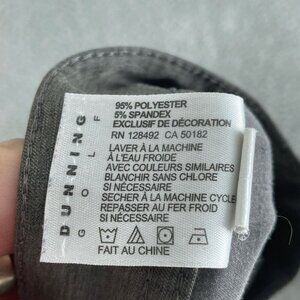 DUNNING
GOLF
95% POLYESTER
5% SPANDEX
EXCLUSIF DE DÉCORATION
RN 128492 CA 50182
LAVER À LA MACHINE
À L'EAU FROIDE
AVEC COULEURS SIMILAIRES
BLANCHIR SANS CHLORE
SI NÉCESSAIRE
SECHER À LA MACHINE CYCLE
REPASSER AU FER FROID
SI NÉCESSAIRE
FAIT AU CHINE